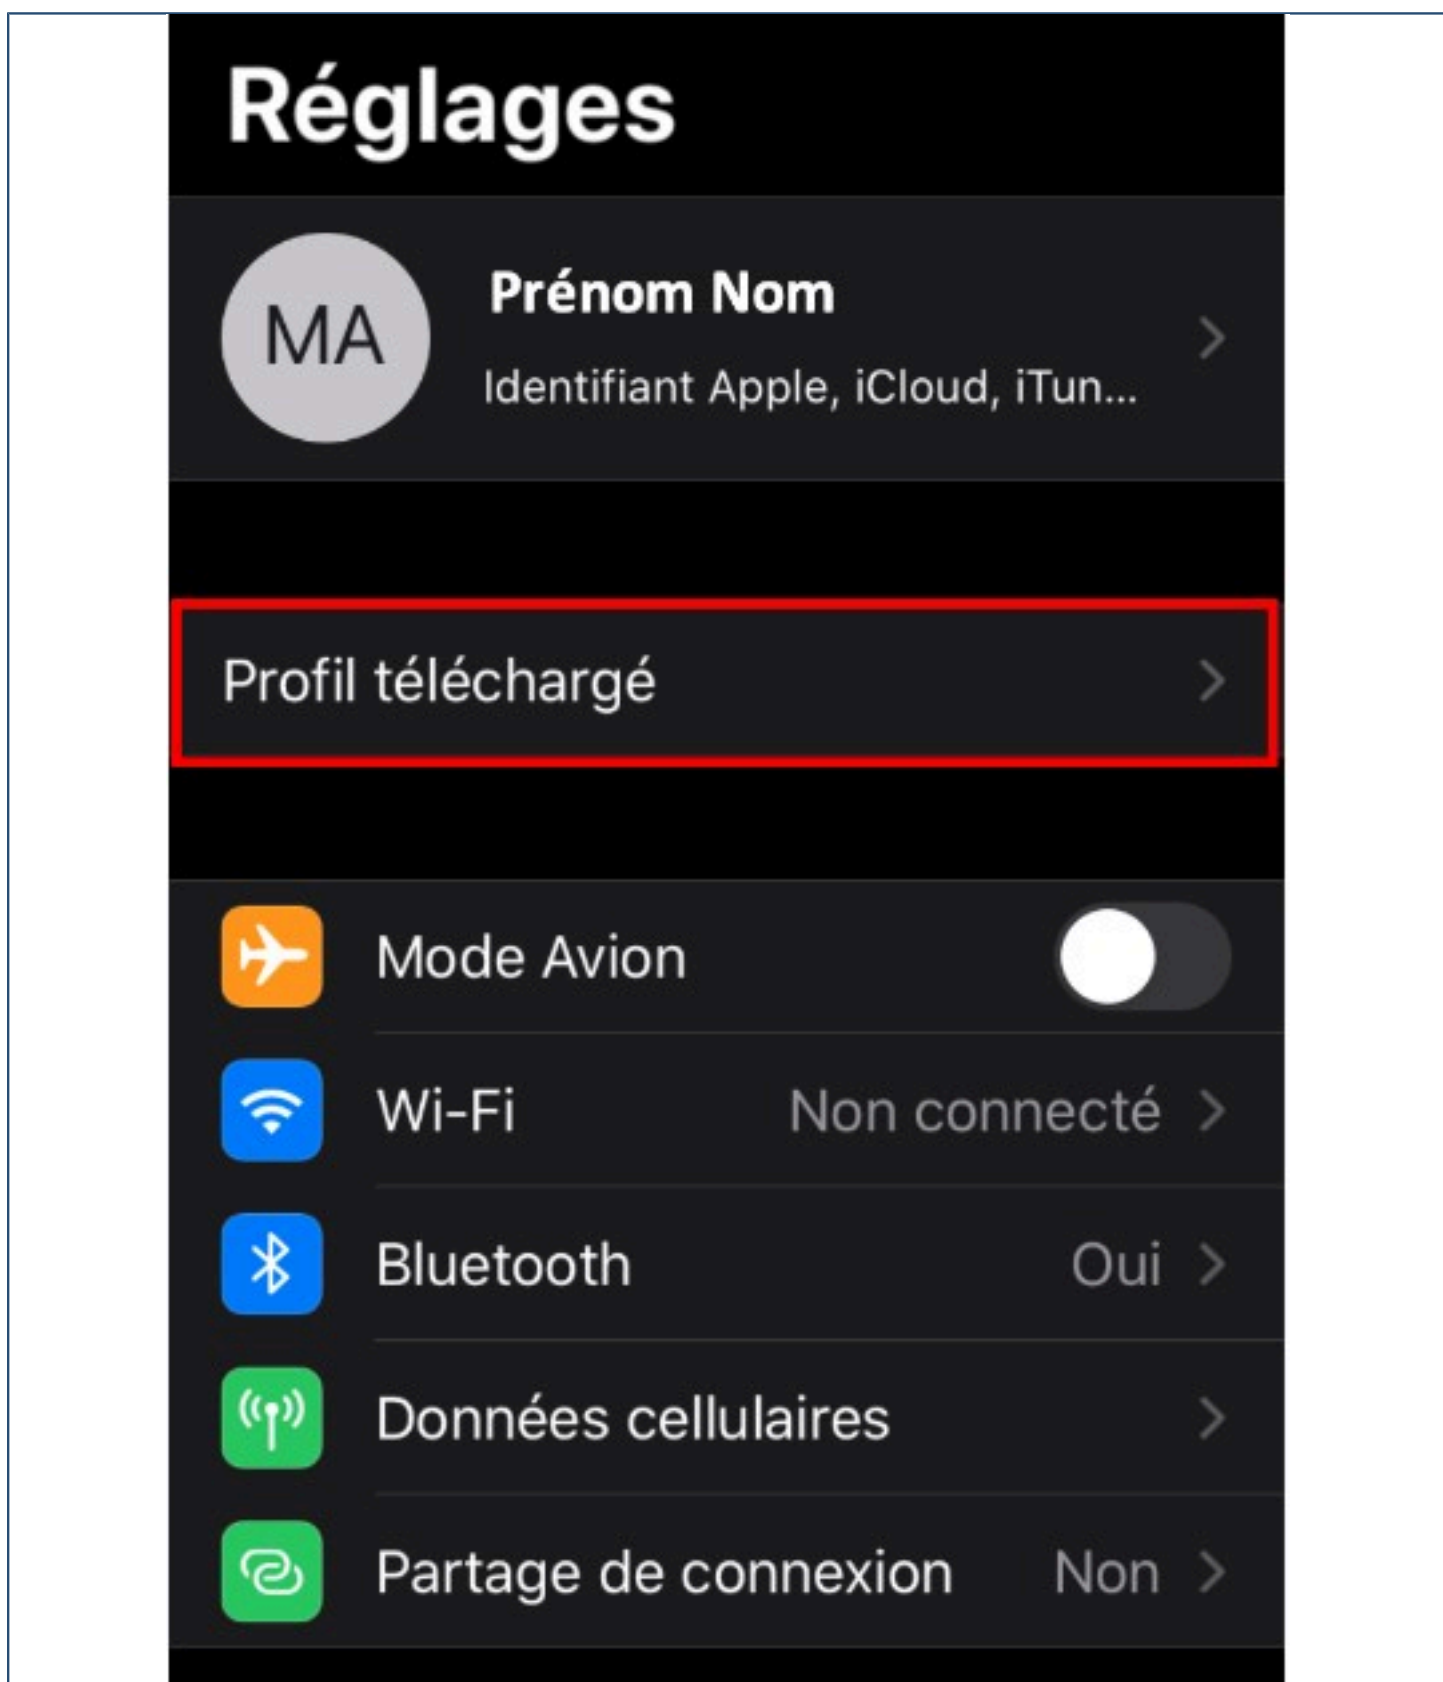 Réglages
MA
Prénom Nom
Identifiant Apple, iCloud, iTun...
Profil téléchargé
Mode Avion
Wi-Fi Non connecté
Bluetooth Oui
Données cellulaires
Partage de connexion Non